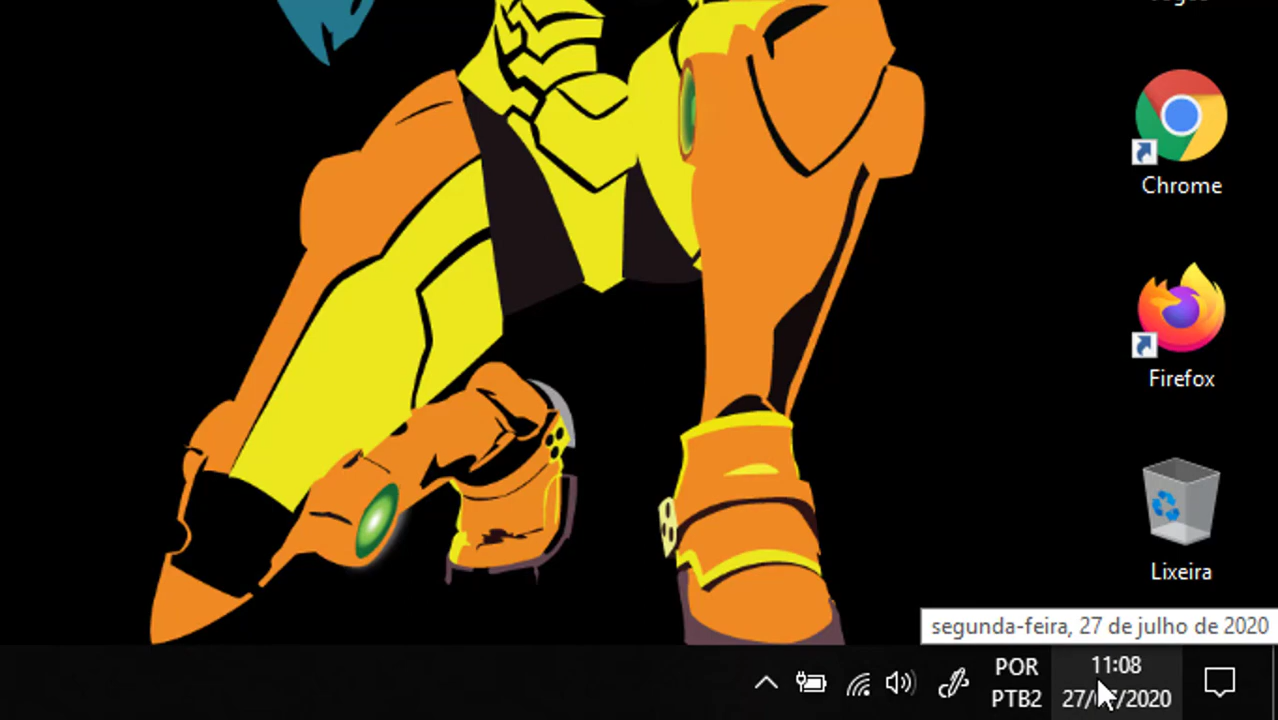 Chrome
Firefox
Lixeira
segunda-feira, 27 de julho de 2020
POR
PTB2
11:08